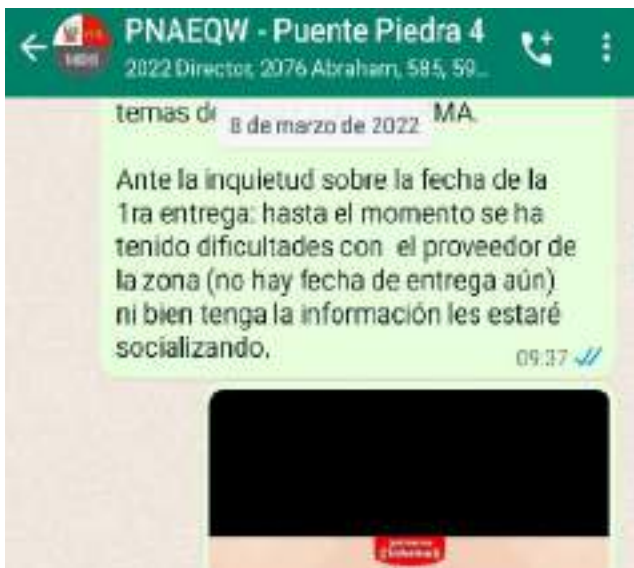 PNAEQW - Puente Piedra 4
2022 Director, 2076 Abraham, 585, 59...
temas de MA.
8 de marzo de 2022
Ante la inquietud sobre la fecha de la
1ra entrega: hasta el momento se ha
tenido dificultades con el proveedor de
la zona (no hay fecha de entrega aún)
ni bien tenga la información les estaré
socializando.
09:37